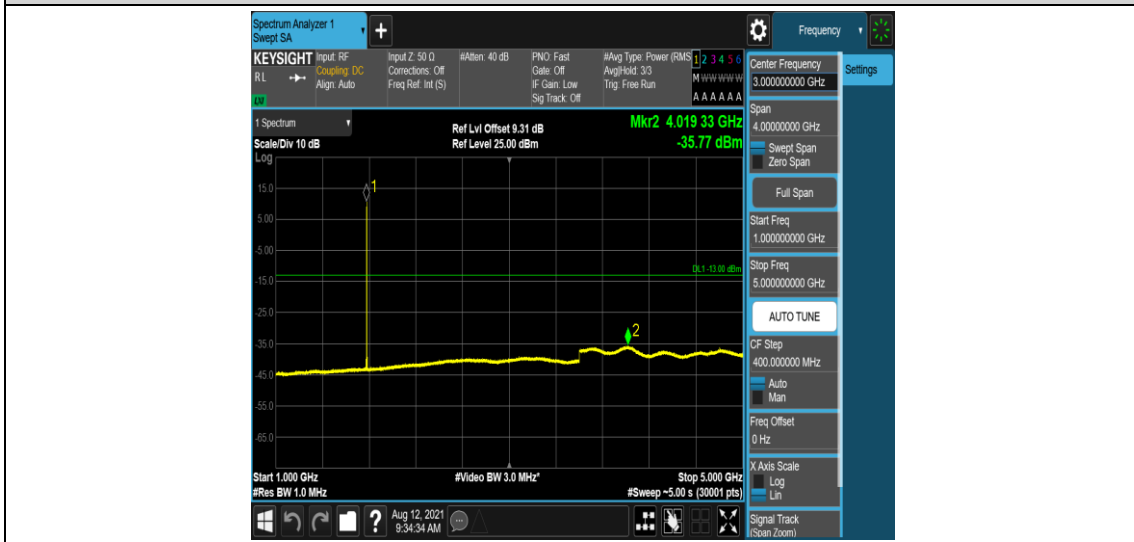 Spectrum Analyzer 1
Swept SA
Frequency
KEYSIGHT
RL
LXI
Input: RF
Coupling: DC
Align: Auto
Input Z: 50 Ω
Corrections: Off
Freq Ref: Int (S)
#Atten: 40 dB
PNO: Fast
Gate: Off
IF Gain: Low
Sig Track: Off
#Avg Type: Power (RMS
Avg|Hold: 3/3
Trig: Free Run
1 2 3 4 5 6
M W W W W W
A A A A A A
1 Spectrum
Scale/Div 10 dB
Log
Ref Lvl Offset 9.31 dB
Ref Level 25.00 dBm
Mkr2 4.019 33 GHz
-35.77 dBm
15.0
5.00
-5.00
-15.0
-25.0
-35.0
-45.0
-55.0
-65.0
1
DL1 -13.00 dBm
2
Start 1.000 GHz
#Res BW 1.0 MHz
#Video BW 3.0 MHz*
Stop 5.000 GHz
#Sweep ~5.00 s (30001 pts)
Center Frequency
3.000000000 GHz
Settings
Span
4.00000000 GHz
Swept Span
Zero Span
Full Span
Start Freq
1.000000000 GHz
Stop Freq
5.000000000 GHz
AUTO TUNE
CF Step
400.000000 MHz
Auto
Man
Freq Offset
0 Hz
X Axis Scale
Log
Lin
Signal Track
(Span Zoom)
?
Aug 12, 2021
9:34:34 AM